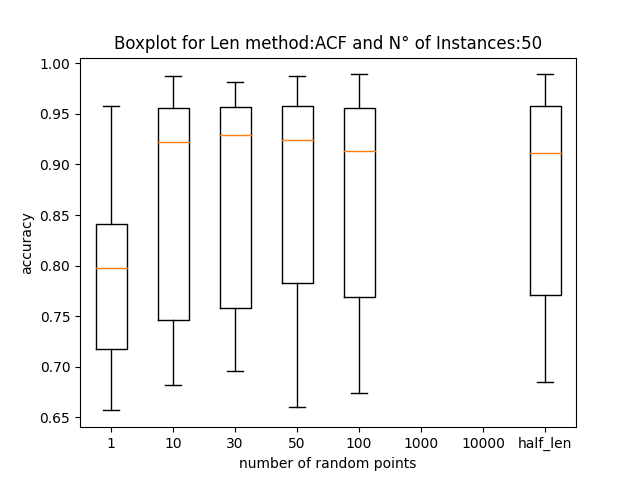 Boxplot for Len method:ACF and N° of Instances:50
1.00
0.95
0.90
0.85
0.80
0.75
0.70
0.65
accuracy
1 10 30 50 100 1000 10000 half_len
number of random points